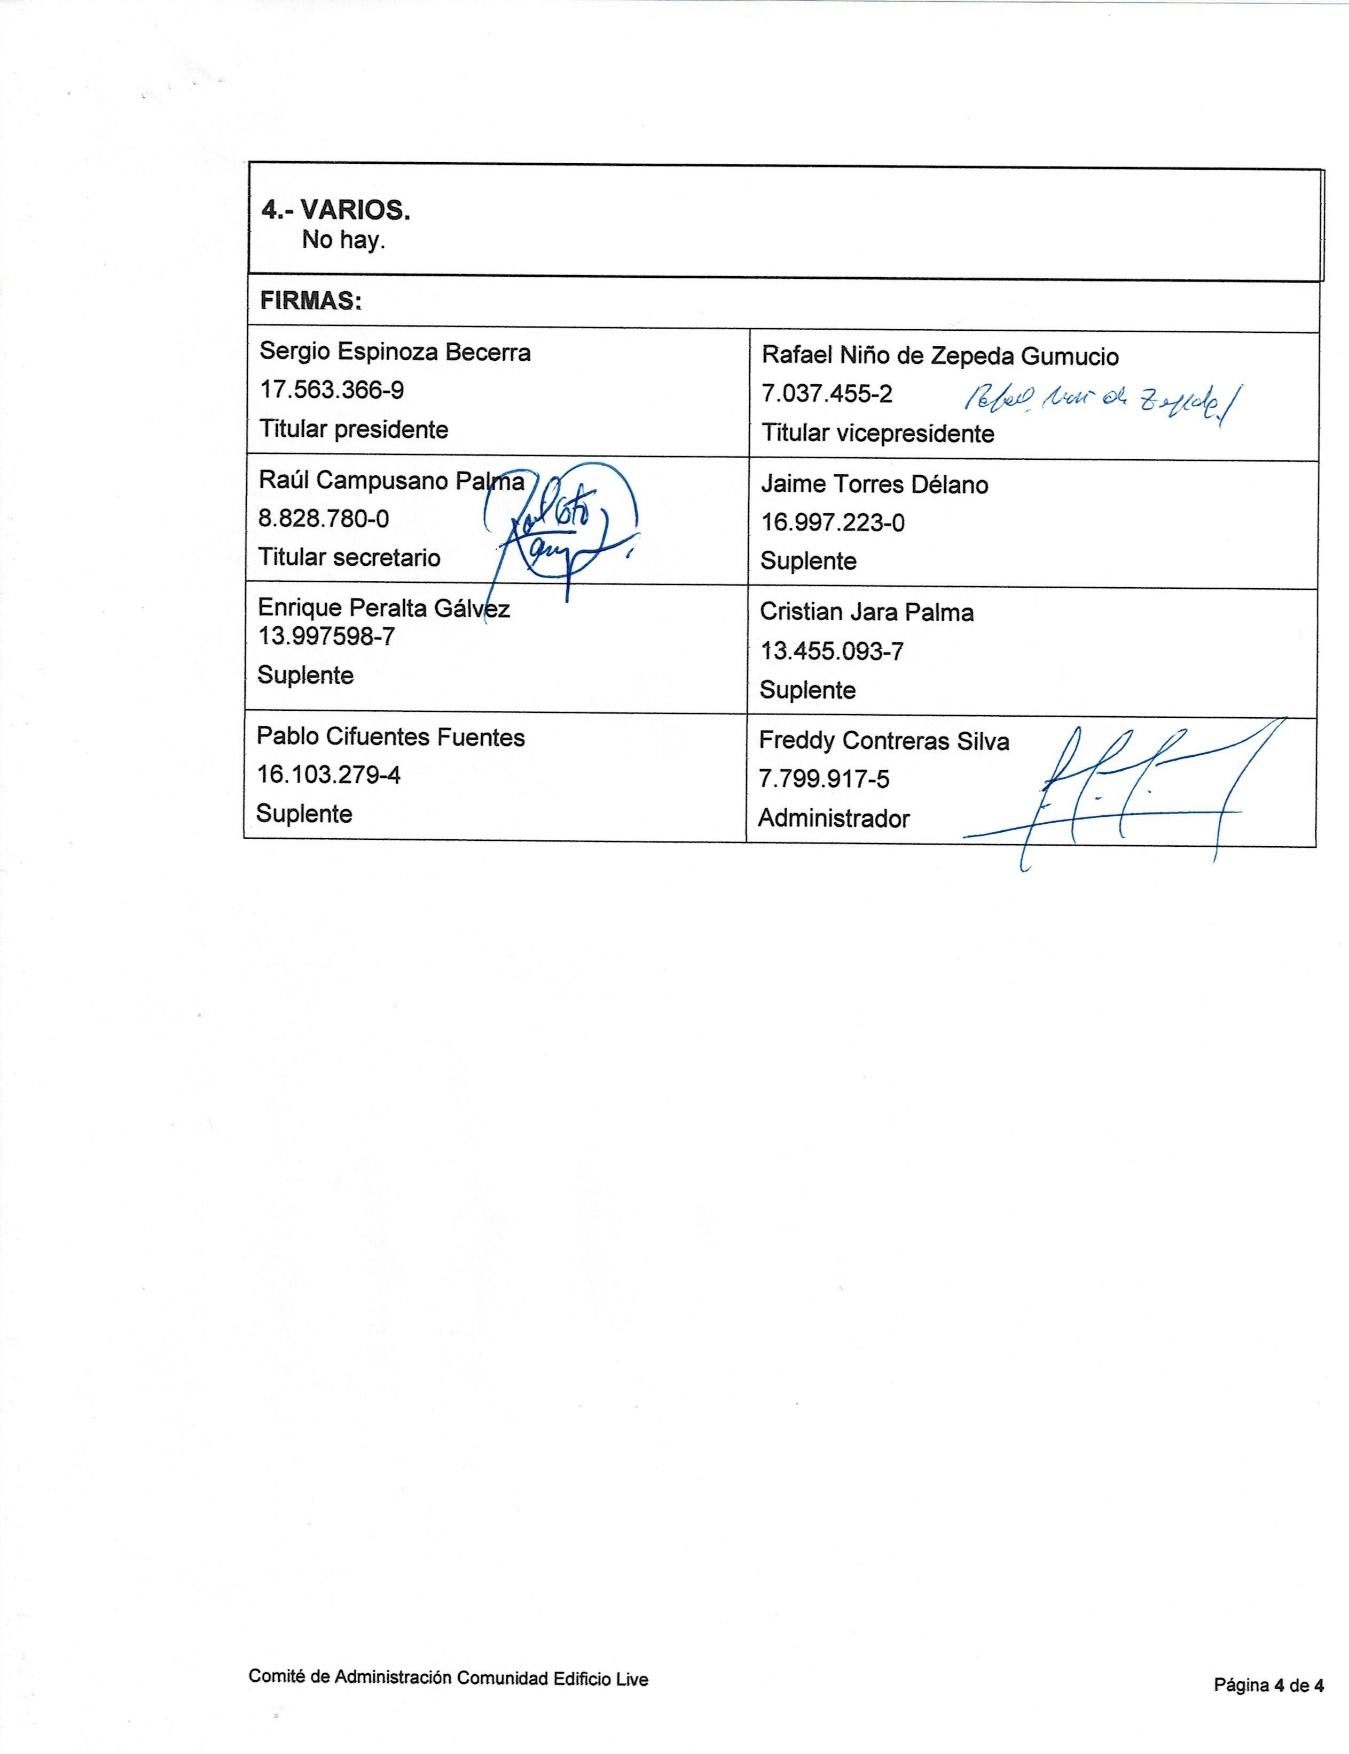 4.- VARIOS.
No hay.
FIRMAS:
Sergio Espinoza Becerra
17.563.366-9
Titular presidente
Rafael Niño de Zepeda Gumucio
7.037.455-2
Rafael Niño de Zepeda
Titular vicepresidente
Raúl Campusano Palma
8.828.780-0
Titular secretario
Jaime Torres Délano
16.997.223-0
Suplente
Enrique Peralta Gálvez
13.997598-7
Suplente
Cristian Jara Palma
13.455.093-7
Suplente
Pablo Cifuentes Fuentes
16.103.279-4
Suplente
Freddy Contreras Silva
7.799.917-5
Administrador
Comité de Administración Comunidad Edificio Live
Página 4 de 4